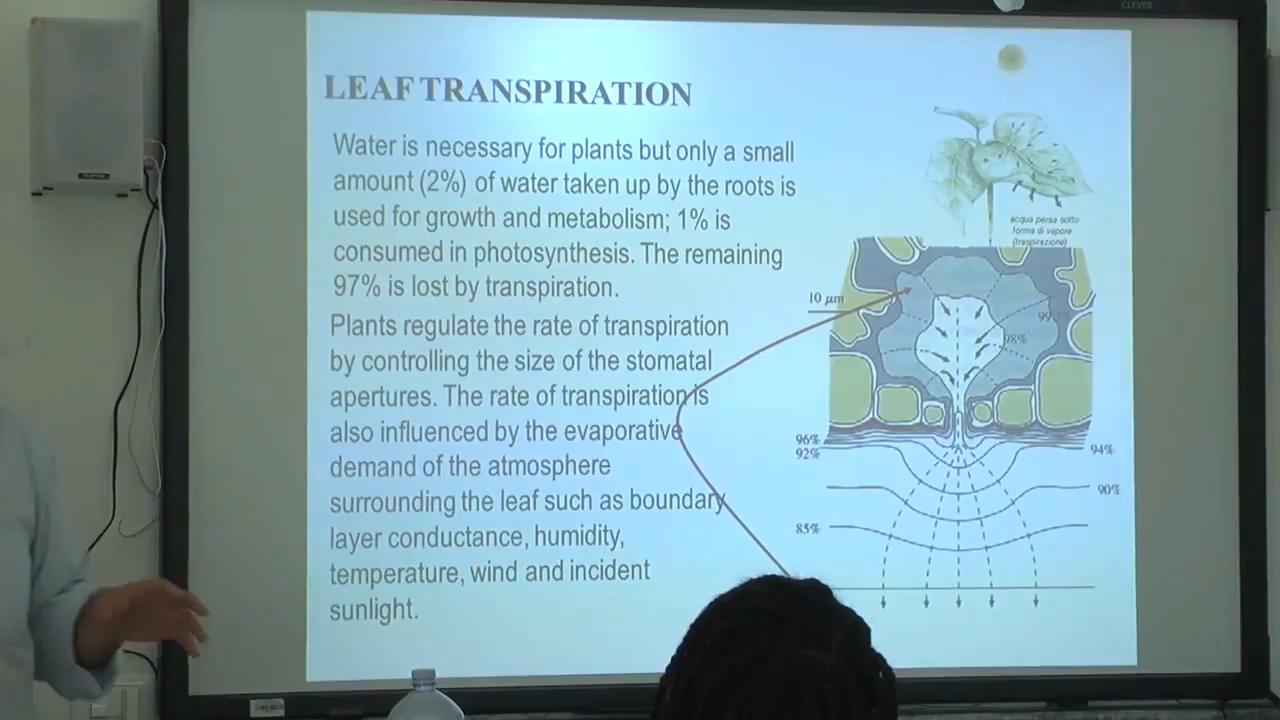 CLEVER
LEAF TRANSPIRATION
Water is necessary for plants but only a small
amount (2%) of water taken up by the roots is
used for growth and metabolism; 1% is
consumed in photosynthesis. The remaining
97% is lost by transpiration.
Plants regulate the rate of transpiration
by controlling the size of the stomatal
apertures. The rate of transpiration is
also influenced by the evaporative
demand of the atmosphere
surrounding the leaf such as boundary
layer conductance, humidity,
temperature, wind and incident
sunlight.
acqua persa sotto
forma di vapore
(traspirazione)
10 μm
98%
96%
92%
94%
90%
85%